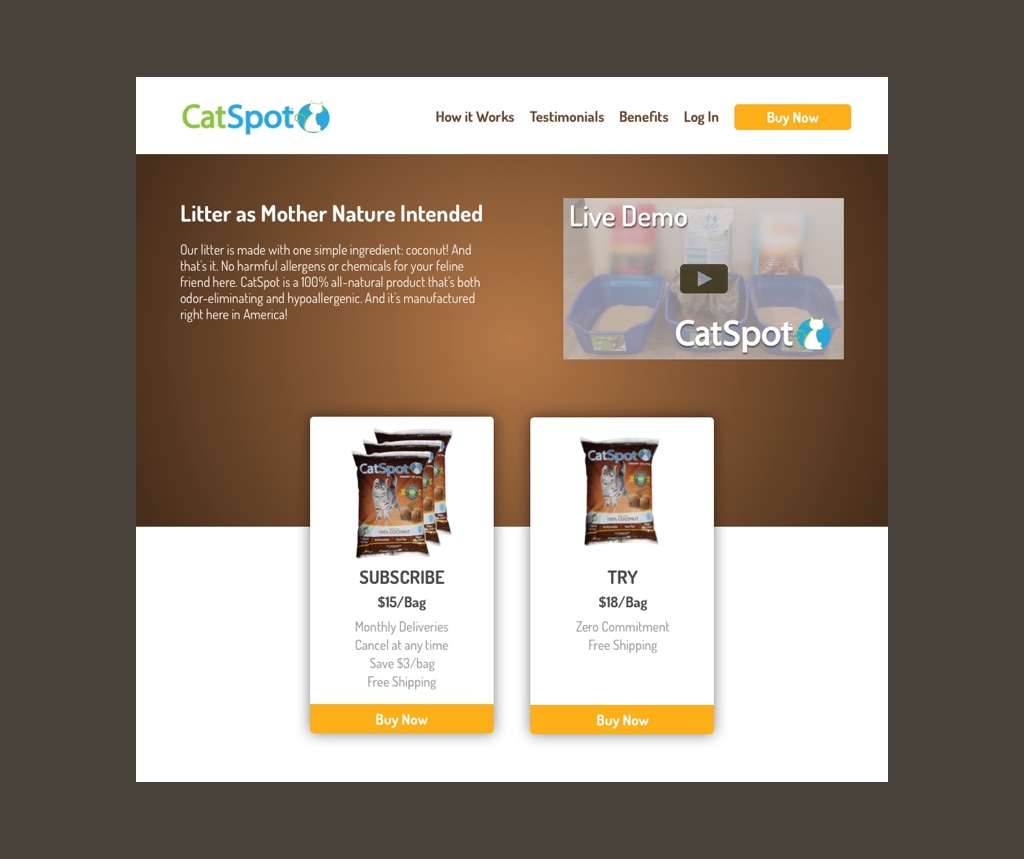 CatSpot
How it Works Testimonials Benefits Log In Buy Now
Litter as Mother Nature Intended
Our litter is made with one simple ingredient: coconut! And
that's it. No harmful allergens or chemicals for your feline
friend here. CatSpot is a 100% all-natural product that's both
odor-eliminating and hypoallergenic. And it's manufactured
right here in America!
Live Demo
CatSpot
CatSpot
100% COCONUT
SUBSCRIBE
$15/Bag
Monthly Deliveries
Cancel at any time
Save $3/bag
Free Shipping
Buy Now
CatSpot
100% COCONUT
TRY
$18/Bag
Zero Commitment
Free Shipping
Buy Now